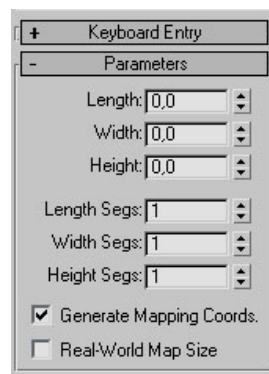 + Keyboard Entry
- Parameters
Length: 0,0
Width: 0,0
Height: 0,0
Length Segs: 1
Width Segs: 1
Height Segs: 1
Generate Mapping Coords.
Real-World Map Size